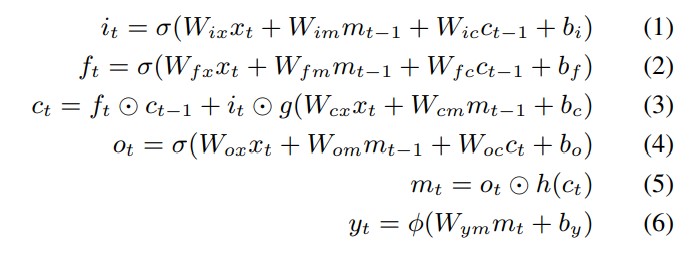 i_t = σ(W_{ix}x_t + W_{im}m_{t−1} + W_{ic}c_{t−1} + b_i) (1)
f_t = σ(W_{fx}x_t + W_{fm}m_{t−1} + W_{fc}c_{t−1} + b_f) (2)
c_t = f_t ⊙ c_{t−1} + i_t ⊙ g(W_{cx}x_t + W_{cm}m_{t−1} + b_c) (3)
o_t = σ(W_{ox}x_t + W_{om}m_{t−1} + W_{oc}c_t + b_o) (4)
m_t = o_t ⊙ h(c_t) (5)
y_t = ϕ(W_{ym}m_t + b_y) (6)